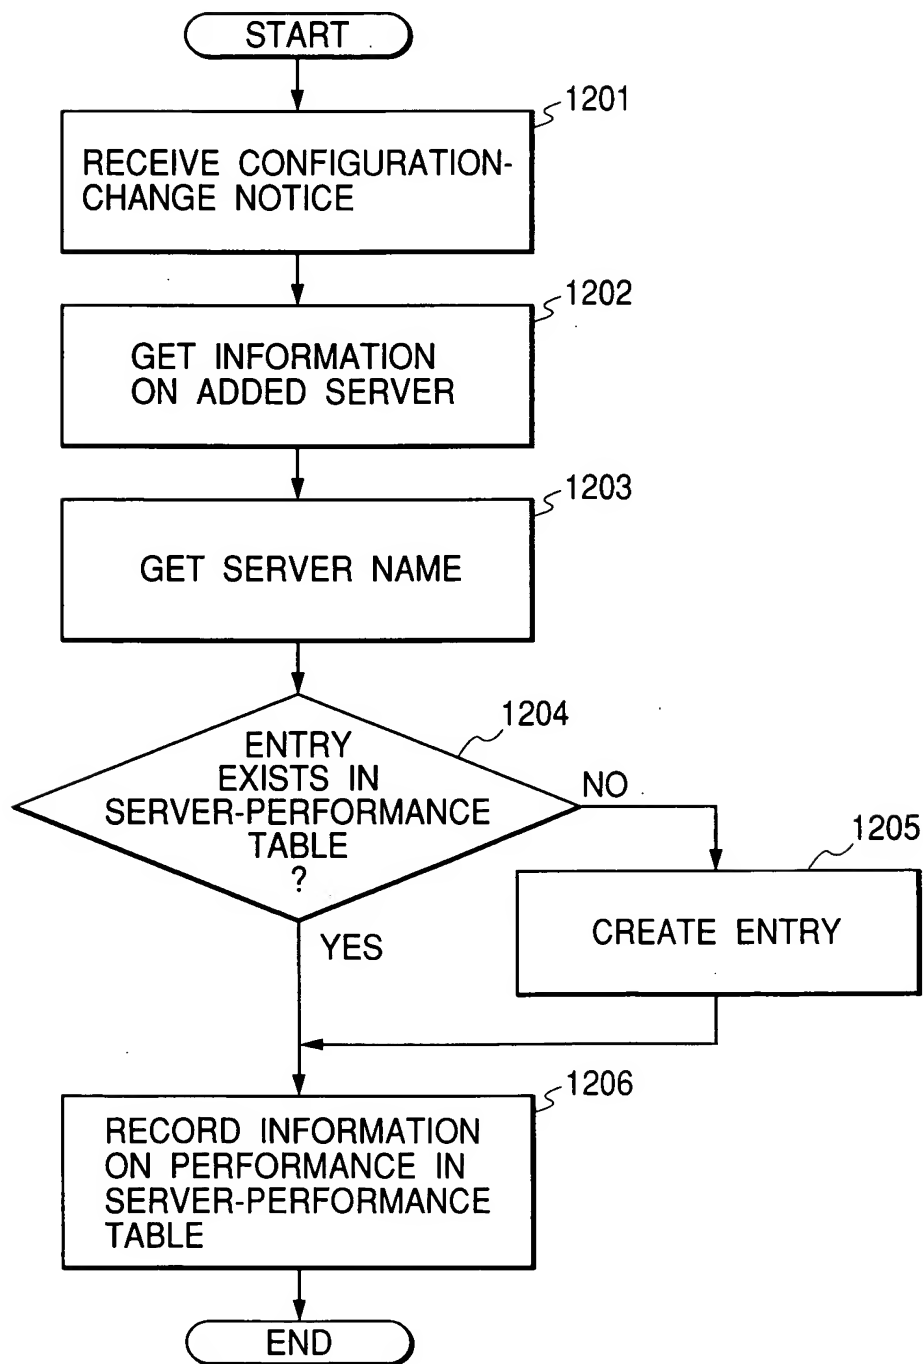 START
1201
RECEIVE CONFIGURATION-
CHANGE NOTICE
1202
GET INFORMATION
ON ADDED SERVER
1203
GET SERVER NAME
1204
ENTRY
EXISTS IN
SERVER-PERFORMANCE
TABLE
?
NO
1205
CREATE ENTRY
YES
1206
RECORD INFORMATION
ON PERFORMANCE IN
SERVER-PERFORMANCE
TABLE
END